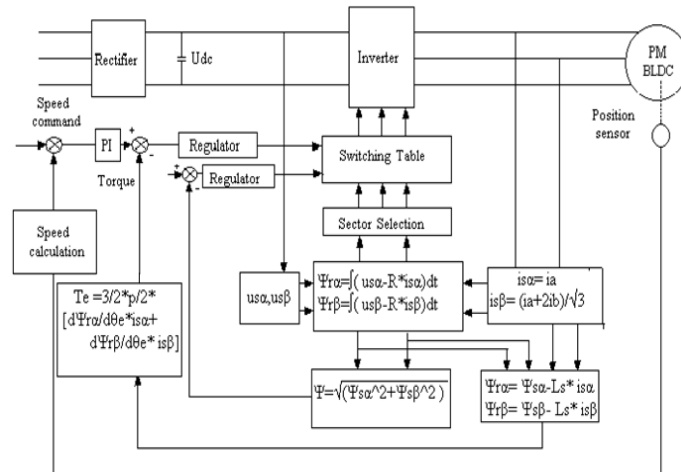 Rectifier
Udc
Inverter
PM
BLDC
Speed
command
Position
sensor
PI
+
-
Regulator
Switching Table
+
-
Regulator
Torque
Sector Selection
Speed
calculation
Te =3/2*p/2*
[dΨrα/dθe*isα+
dΨrβ/dθe* isβ]
usα,usβ
Ψrα=∫( usα-R*isα)dt
Ψrβ=∫( usβ-R*isβ)dt
isα= ia
isβ= (ia+2ib)/√3
Ψ=√(Ψsα^2+Ψsβ^2 )
Ψrα= Ψsα-Ls* isα
Ψrβ= Ψsβ- Ls* isβ